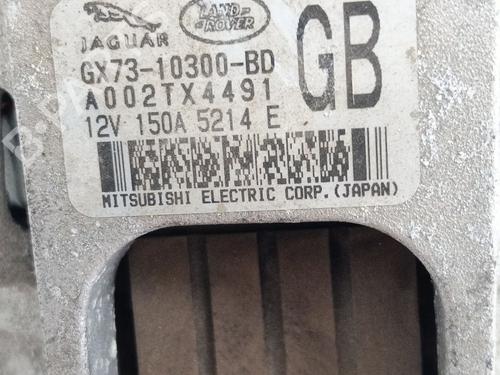 JAGUAR
LAND-
ROVER
GX73-10300-BD
A002TX4491
12V 150A 5214 E
GB
MITSUBISHI ELECTRIC CORP.(JAPAN)